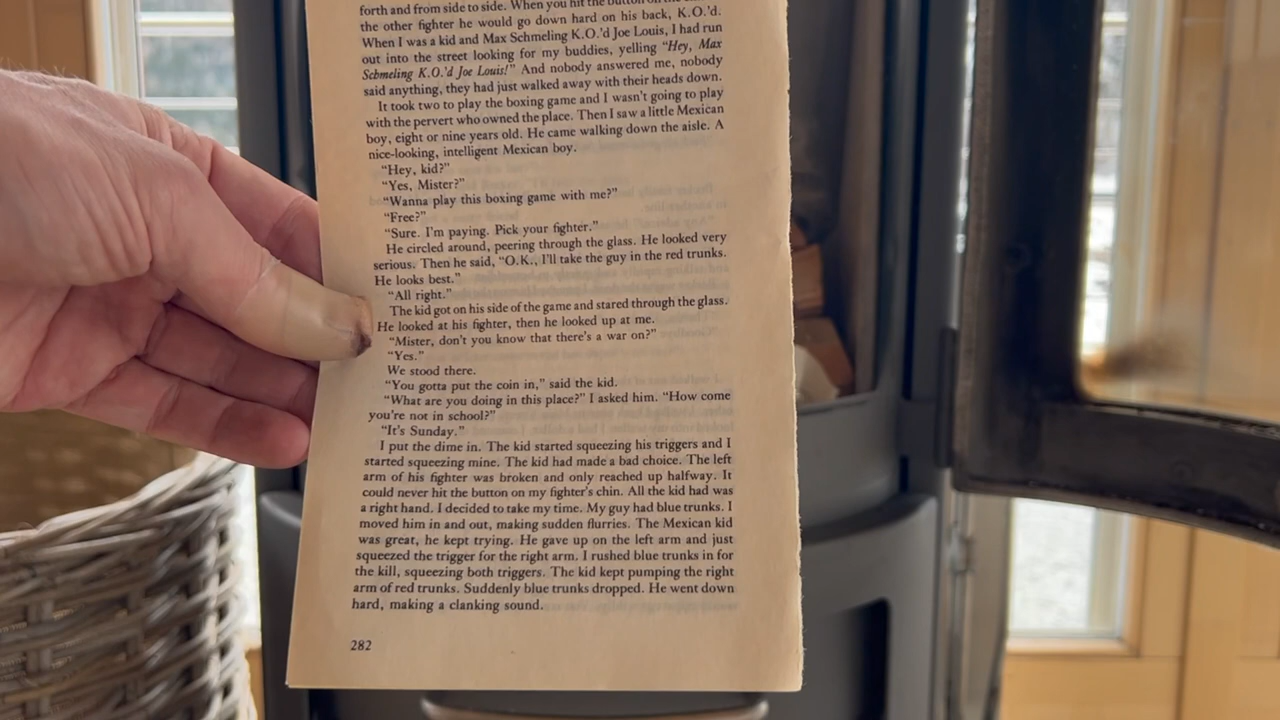 forth and from side to side. When you hit the button on the
the other fighter he would go down hard on his back, K.O.'d.
When I was a kid and Max Schmeling K.O.'d Joe Louis, I had run
out into the street looking for my buddies, yelling “Hey, Max
Schmeling K.O.'d Joe Louis!” And nobody answered me, nobody
said anything, they had just walked away with their heads down.
It took two to play the boxing game and I wasn't going to play
with the pervert who owned the place. Then I saw a little Mexican
boy, eight or nine years old. He came walking down the aisle. A
nice-looking, intelligent Mexican boy.
“Hey, kid?”
“Yes, Mister?”
“Wanna play this boxing game with me?”
“Free?”
“Sure. I'm paying. Pick your fighter.”
He circled around, peering through the glass. He looked very
serious. Then he said, “O.K., I'll take the guy in the red trunks.
He looks best.”
“All right.”
The kid got on his side of the game and stared through the glass.
He looked at his fighter, then he looked up at me.
“Mister, don't you know that there's a war on?”
“Yes.”
We stood there.
“You gotta put the coin in,” said the kid.
“What are you doing in this place?” I asked him. “How come
you're not in school?”
“It's Sunday.”
I put the dime in. The kid started squeezing his triggers and I
started squeezing mine. The kid had made a bad choice. The left
arm of his fighter was broken and only reached up halfway. It
could never hit the button on my fighter's chin. All the kid had was
a right hand. I decided to take my time. My guy had blue trunks. I
moved him in and out, making sudden flurries. The Mexican kid
was great, he kept trying. He gave up on the left arm and just
squeezed the trigger for the right arm. I rushed blue trunks in for
the kill, squeezing both triggers. The kid kept pumping the right
arm of red trunks. Suddenly blue trunks dropped. He went down
hard, making a clanking sound.
282